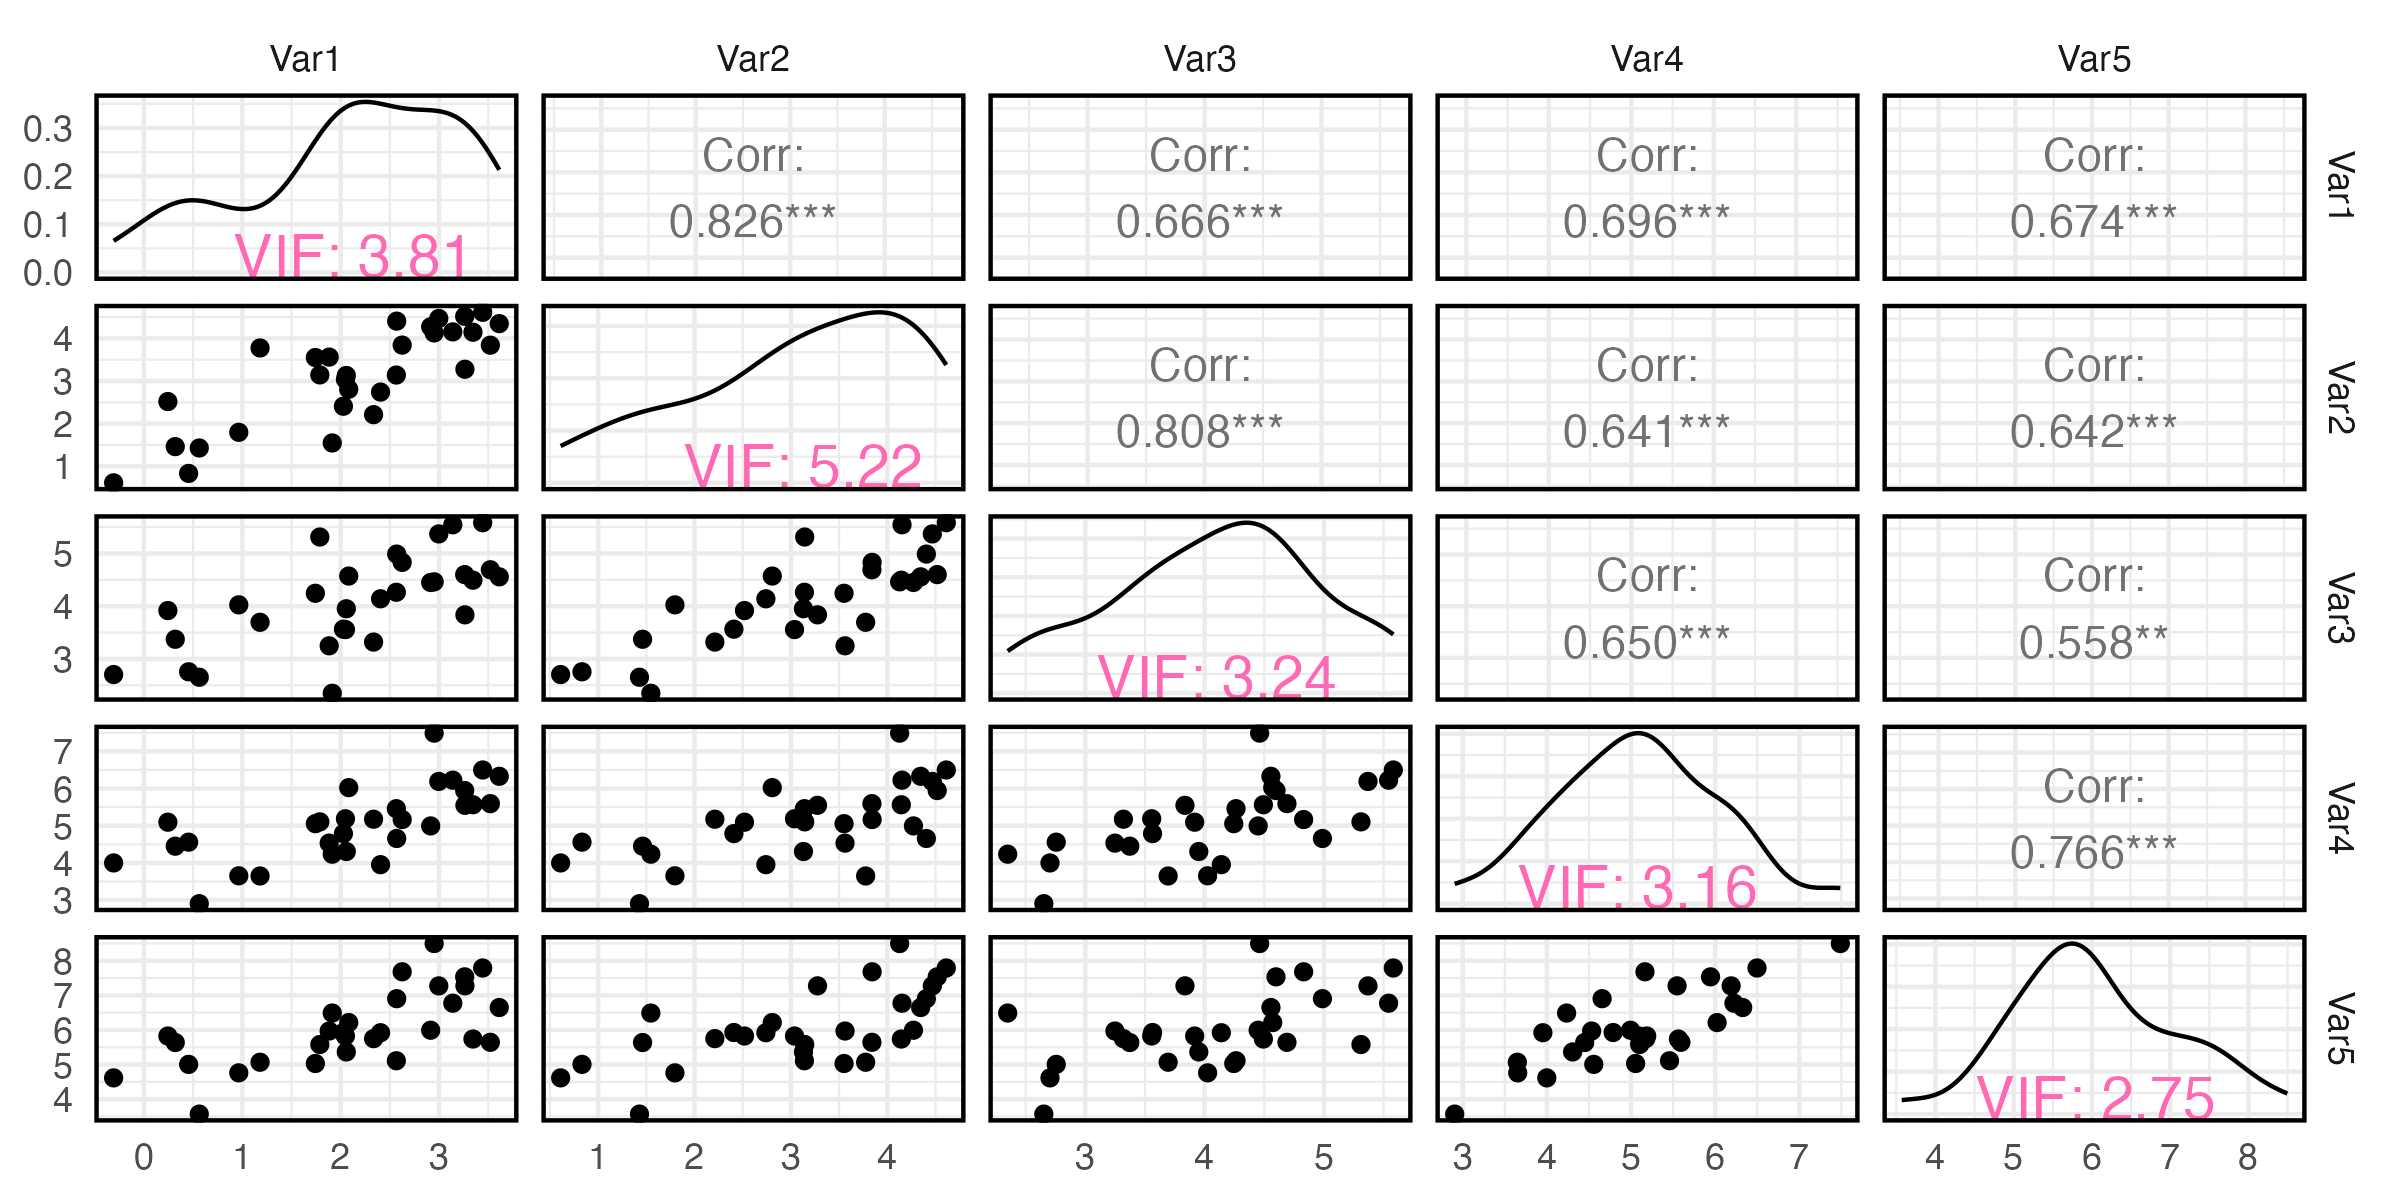 Var1 Var2 Var3 Var4 Var5
0.3
0.2
0.1
0.0
VIF: 3.81
Corr:
0.826***
Corr:
0.666***
Corr:
0.696***
Corr:
0.674***
Var1
4
3
2
1
VIF: 5.22
Corr:
0.808***
Corr:
0.641***
Corr:
0.642***
Var2
5
4
3
VIF: 3.24
Corr:
0.650***
Corr:
0.558**
Var3
7
6
5
4
3
VIF: 3.16
Corr:
0.766***
Var4
8
7
6
5
4
VIF: 2.75
Var5
0 1 2 3 1 2 3 4 3 4 5 3 4 5 6 7 4 5 6 7 8